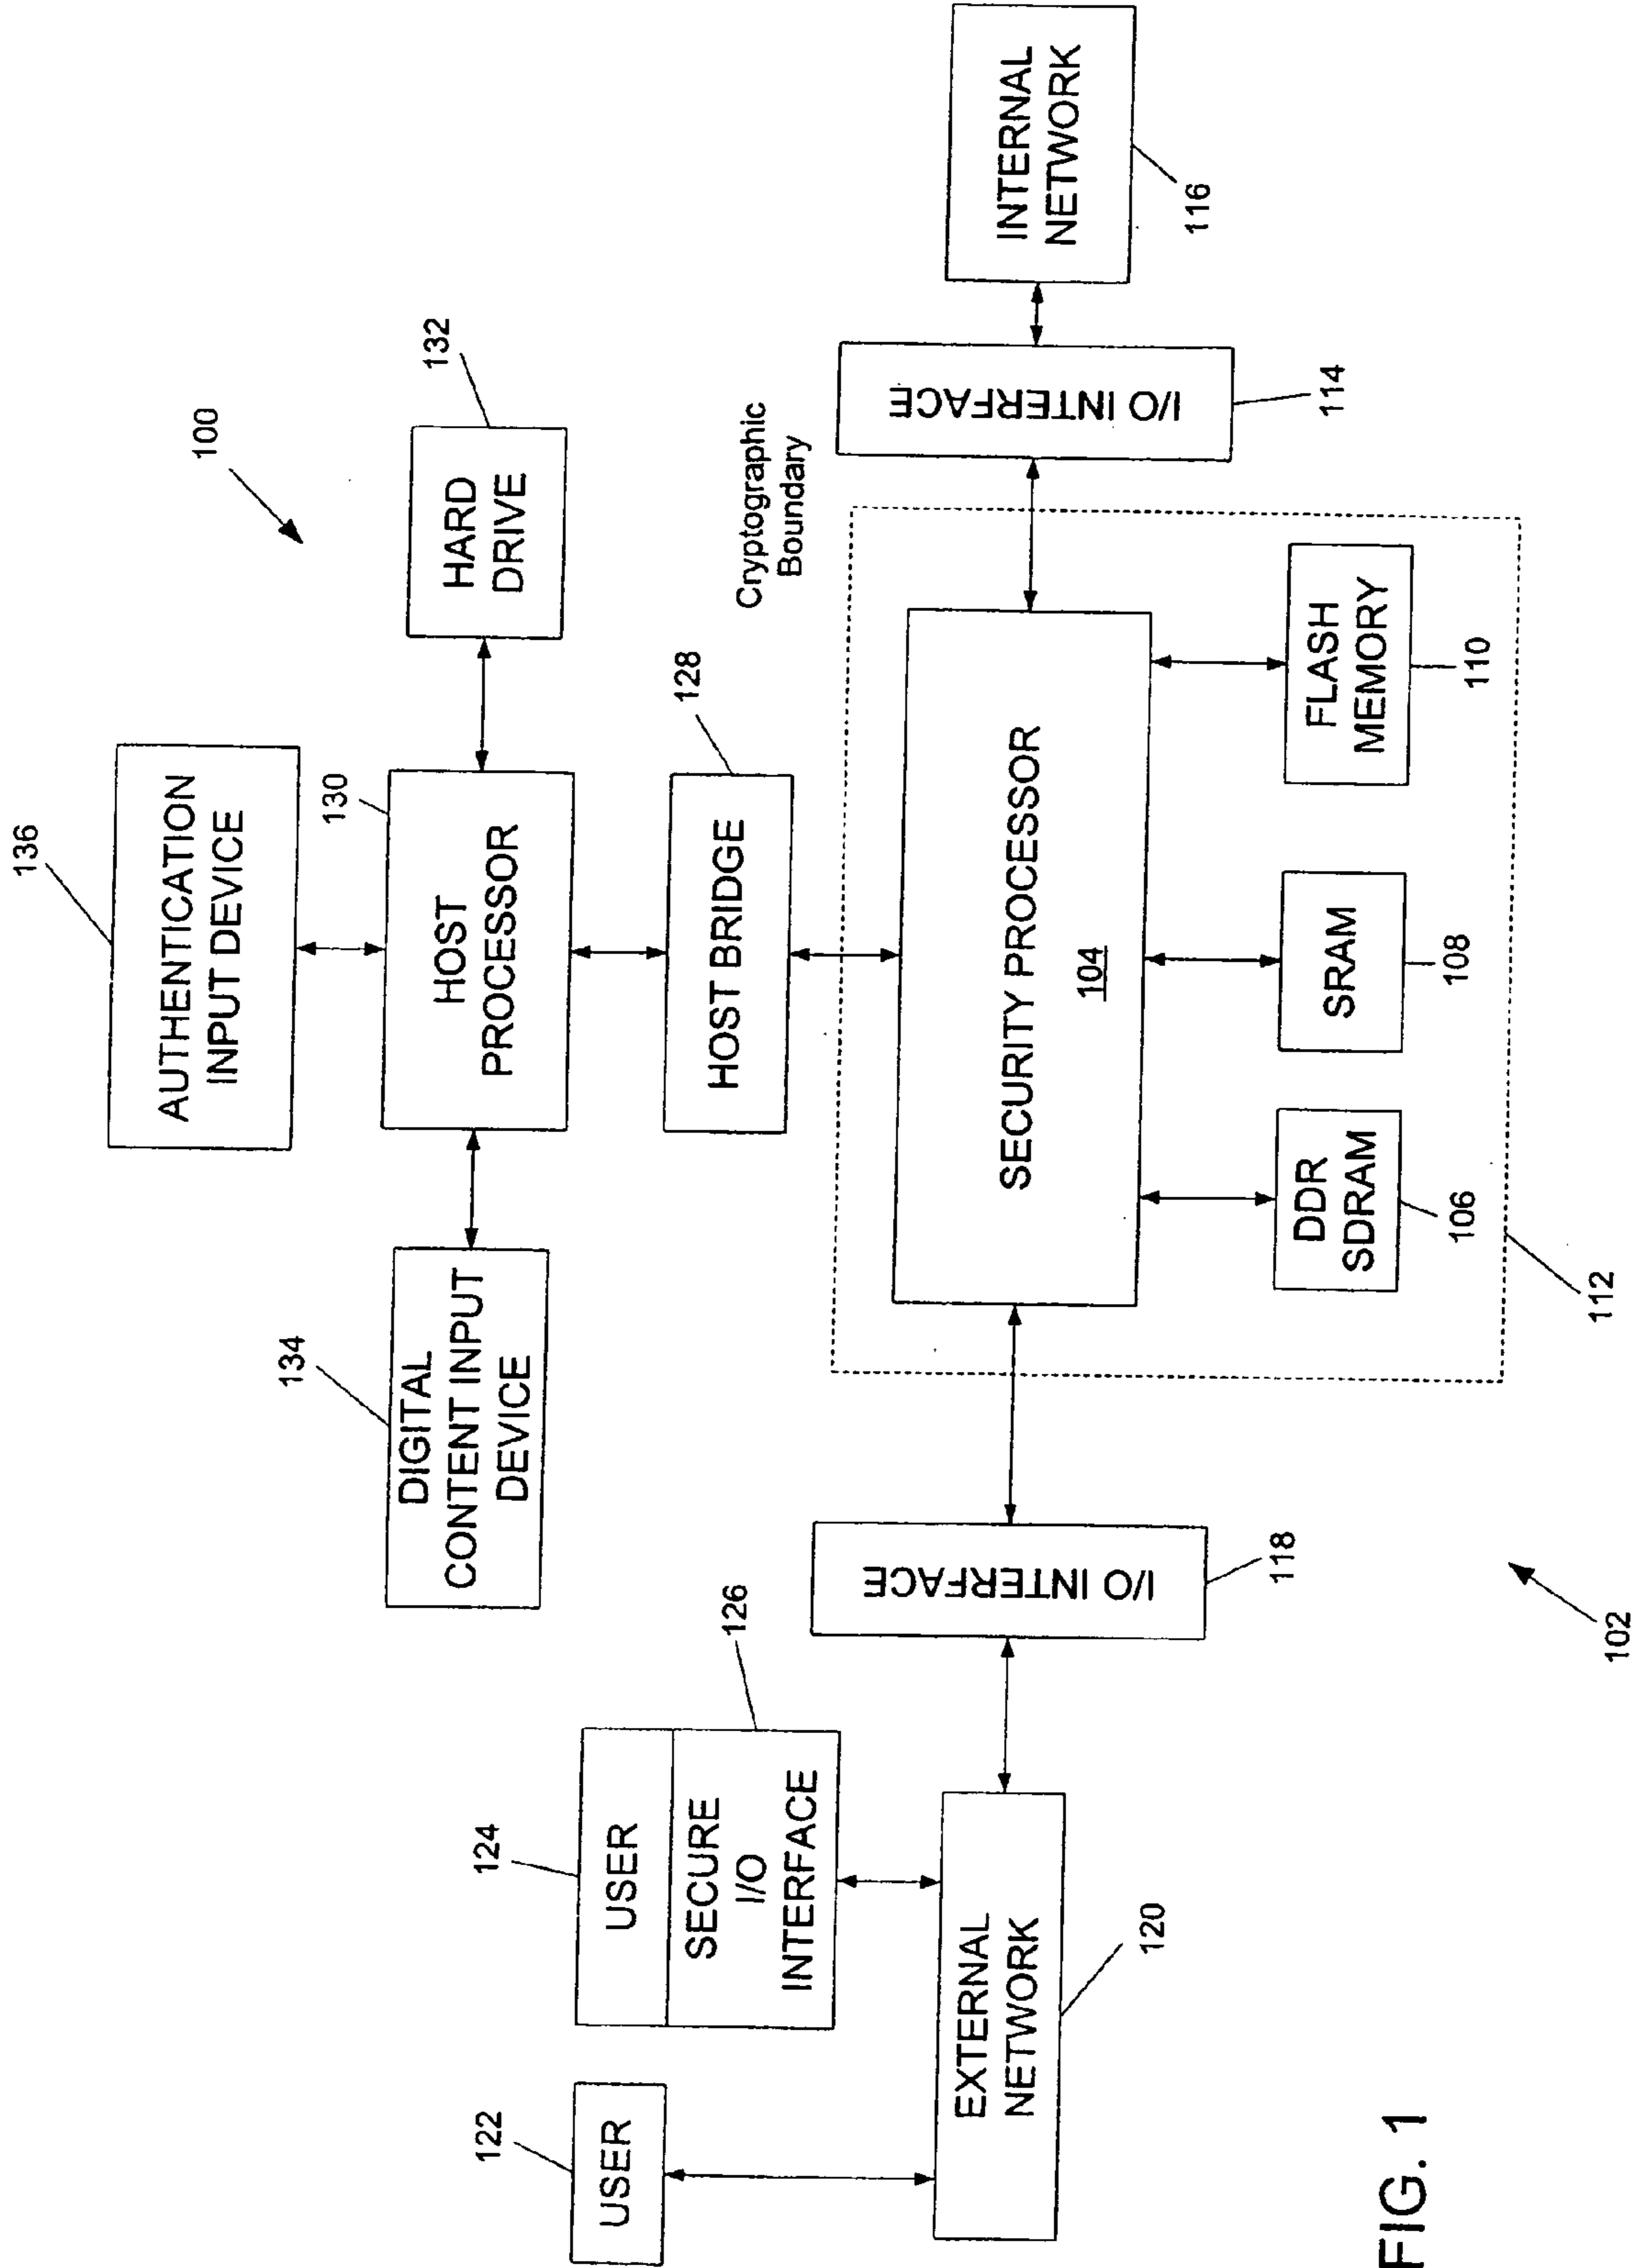 100
136
AUTHENTICATION
INPUT DEVICE
134
DIGITAL
CONTENT INPUT
DEVICE
130
HOST
PROCESSOR
132
HARD
DRIVE
122
USER
124
USER
SECURE
I/O
INTERFACE
126
128
HOST BRIDGE
Cryptographic
Boundary
EXTERNAL
NETWORK
120
I/O INTERFACE
118
SECURITY PROCESSOR
104
I/O INTERFACE
114
INTERNAL
NETWORK
116
DDR
SDRAM
106
SRAM
108
FLASH
MEMORY
110
112
102
FIG. 1